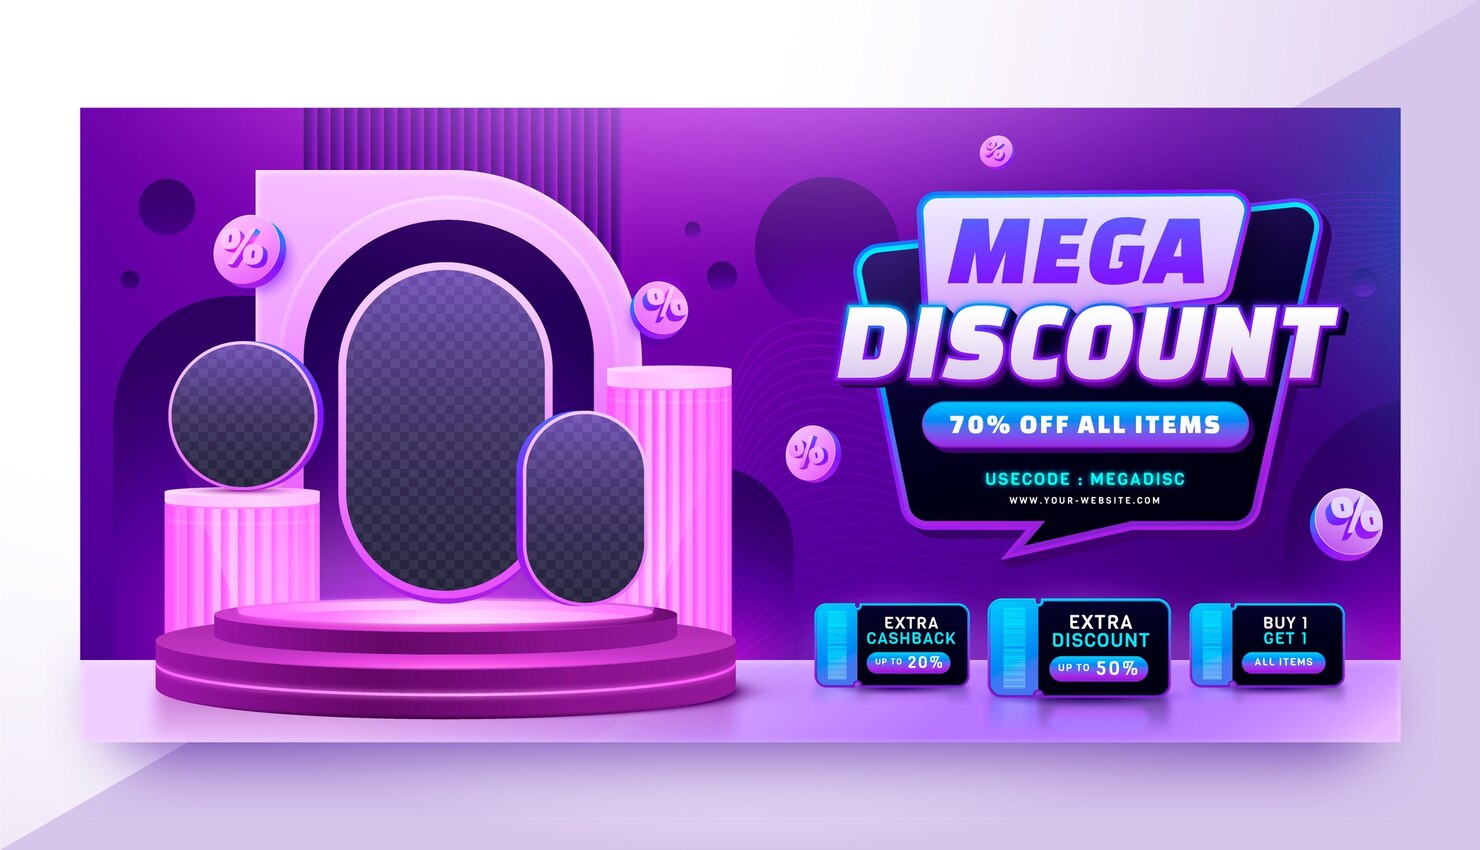 %
%
%
%
%
MEGA
DISCOUNT
70% OFF ALL ITEMS
USECODE : MEGADISC
WWW.YOUR-WEBSITE.COM
EXTRA
CASHBACK
UP TO 20%
EXTRA
DISCOUNT
UP TO 50%
BUY 1
GET 1
ALL ITEMS